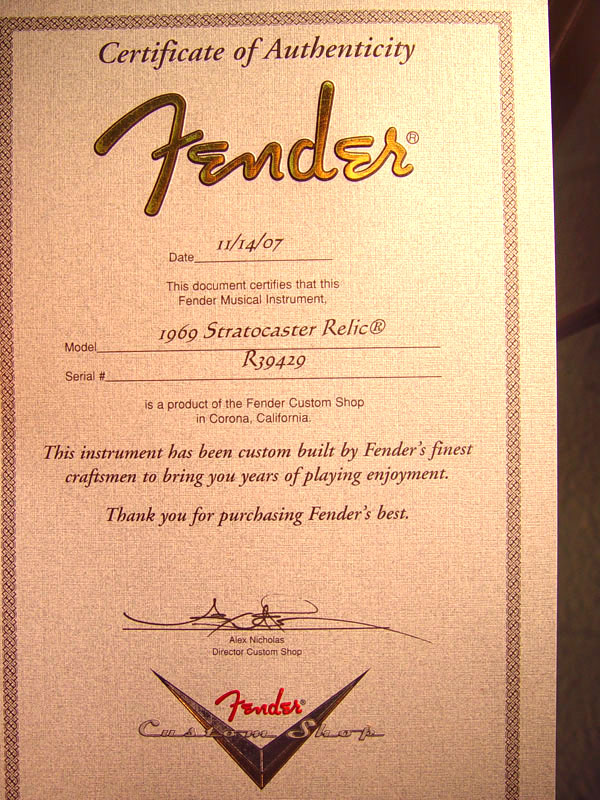 Certificate of Authenticity
Fender®
Date 11/14/07
This document certifies that this
Fender Musical Instrument,
Model 1969 Stratocaster Relic®
Serial # R39429
is a product of the Fender Custom Shop
in Corona, California.
This instrument has been custom built by Fender's finest
craftsmen to bring you years of playing enjoyment.
Thank you for purchasing Fender's best.
Alex Nicholas
Director Custom Shop
Fender®
Custom Shop